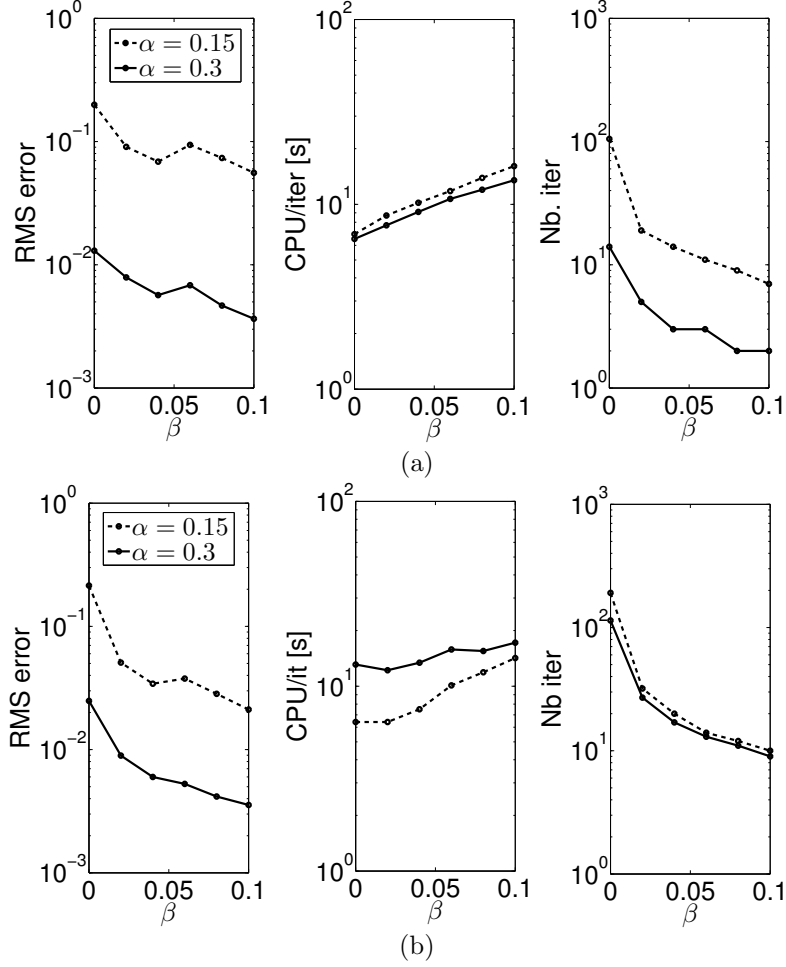 10^0
10^{-1}
10^{-2}
10^{-3}
RMS error
α = 0.15
α = 0.3
0 0.05 0.1
β
10^2
10^1
10^0
CPU/iter [s]
0 0.05 0.1
β
10^3
10^2
10^1
10^0
Nb. iter
0 0.05 0.1
β
(a)
10^0
10^{-1}
10^{-2}
10^{-3}
RMS error
α = 0.15
α = 0.3
0 0.05 0.1
β
10^2
10^1
10^0
CPU/it [s]
0 0.05 0.1
β
10^3
10^2
10^1
10^0
Nb iter
0 0.05 0.1
β
(b)